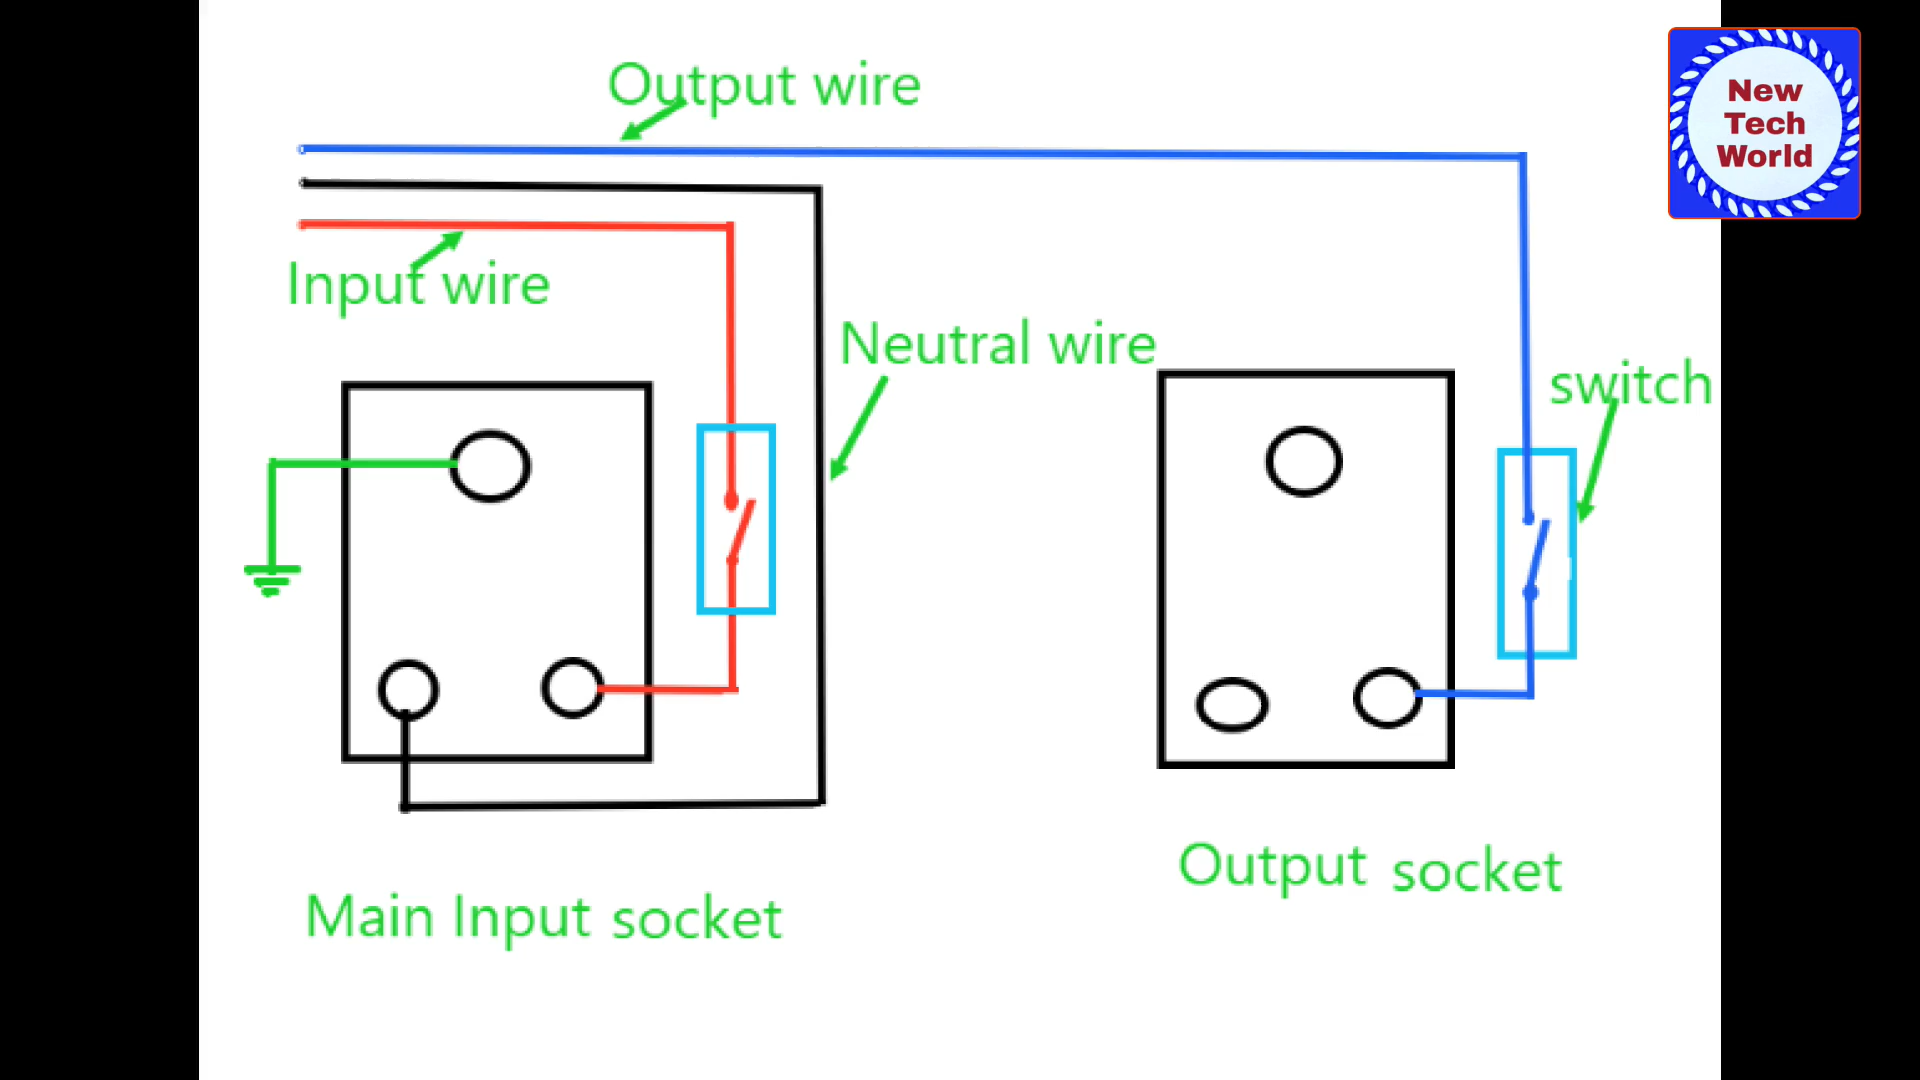 Output wire
New
Tech
World
Input wire
Neutral wire
switch
Output socket
Main Input socket